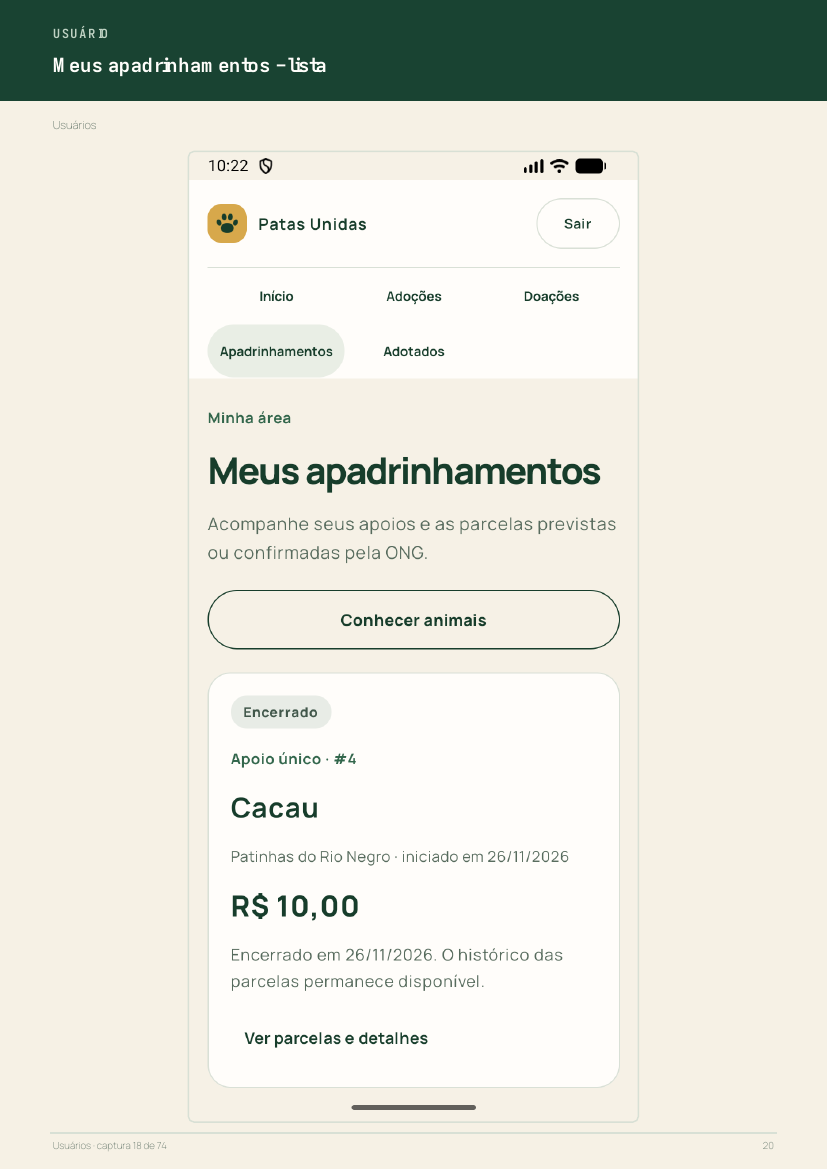 USUÁRIO
Meus apadrinhamentos – lista
Usuários
10:22
Patas Unidas
Sair
Início
Adoções
Doações
Apadrinhamentos
Adotados
Minha área
Meus apadrinhamentos
Acompanhe seus apoios e as parcelas previstas
ou confirmadas pela ONG.
Conhecer animais
Encerrado
Apoio único · #4
Cacau
Patinhas do Rio Negro · iniciado em 26/11/2026
R$ 10,00
Encerrado em 26/11/2026. O histórico das
parcelas permanece disponível.
Ver parcelas e detalhes
Usuários · captura 18 de 74
20